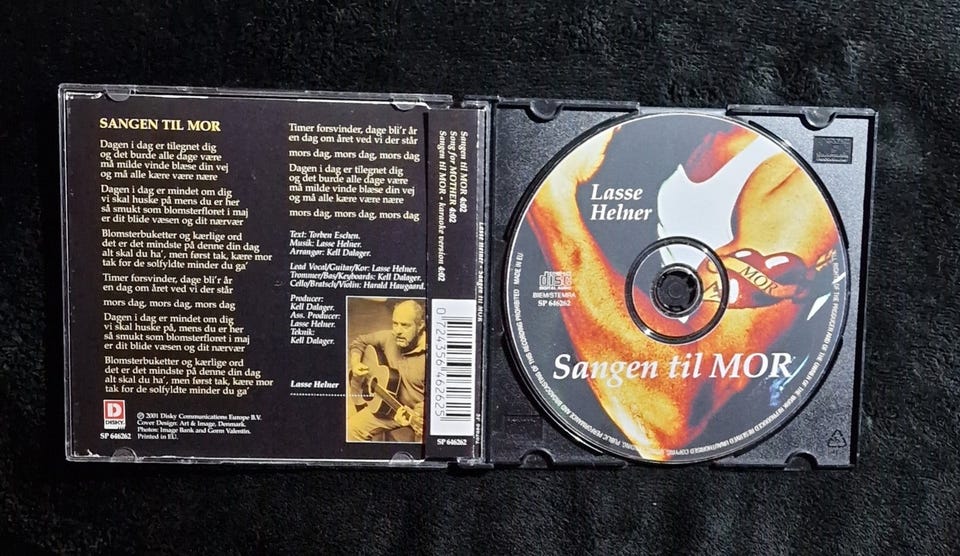 SANGEN TIL MOR
Dagen i dag er tilegnet dig
og det burde alle dage være
må milde vinde blæse din vej
og må alle kære være nære
Dagen i dag er mindet om dig
vi skal huske på, mens du er her
så smukt som blomsterfloret i maj
er dit blide væsen og dit nærvær
Blomsterbuketter og kærlige ord
det er det mindste på denne din dag
alt skal du ha', men først tak, kære mor
tak for de solfyldte minder du ga'
Timer forsvinder, dage bli'r år
en dag om året ved vi der står
mors dag, mors dag, mors dag
Dagen i dag er mindet om dig
vi skal huske på, mens du er her
så smukt som blomsterfloret i maj
er dit blide væsen og dit nærvær
Blomsterbuketter og kærlige ord
det er det mindste på denne din dag
alt skal du ha', men først tak, kære mor
tak for de solfyldte minder du ga'
DISKY
℗ 2001 Disky Communications Europe B.V.
Cover Design: Art & Image, Denmark.
Photos: Image Bank and Gorm Valentin.
SP 646262 Printed in EU.
Timer forsvinder, dage bli'r år
en dag om året ved vi der står
mors dag, mors dag, mors dag
Dagen i dag er tilegnet dig
og det burde alle dage være
må milde vinde blæse din vej
og må alle kære være nære
mors dag, mors dag, mors dag
Text: Tørben Eschen.
Musik: Lasse Helner.
Arrangør: Kell Dalager.
Lead Vocal/Guitar/Kor: Lasse Helner.
Trommer/Bas/Keyboards: Kell Dalager.
Cello/Bratsch/Violin: Harald Haugaard.
Producer:
Kell Dalager.
Ass. Producer:
Lasse Helner.
Teknik:
Kell Dalager.
Lasse Helner
Sangen til MOR 4:02
Song for MOTHER 4:02
Sangen til MOR - karaoke version 4:02
Lasse Helner - Sangen til MOR
0 724356 462625
SP 646262
Lasse
Helner
COMPACT
disc
DIGITAL AUDIO
BIEM/STEMRA
SP 646262
MOR
Sangen til MOR
MADE IN EU